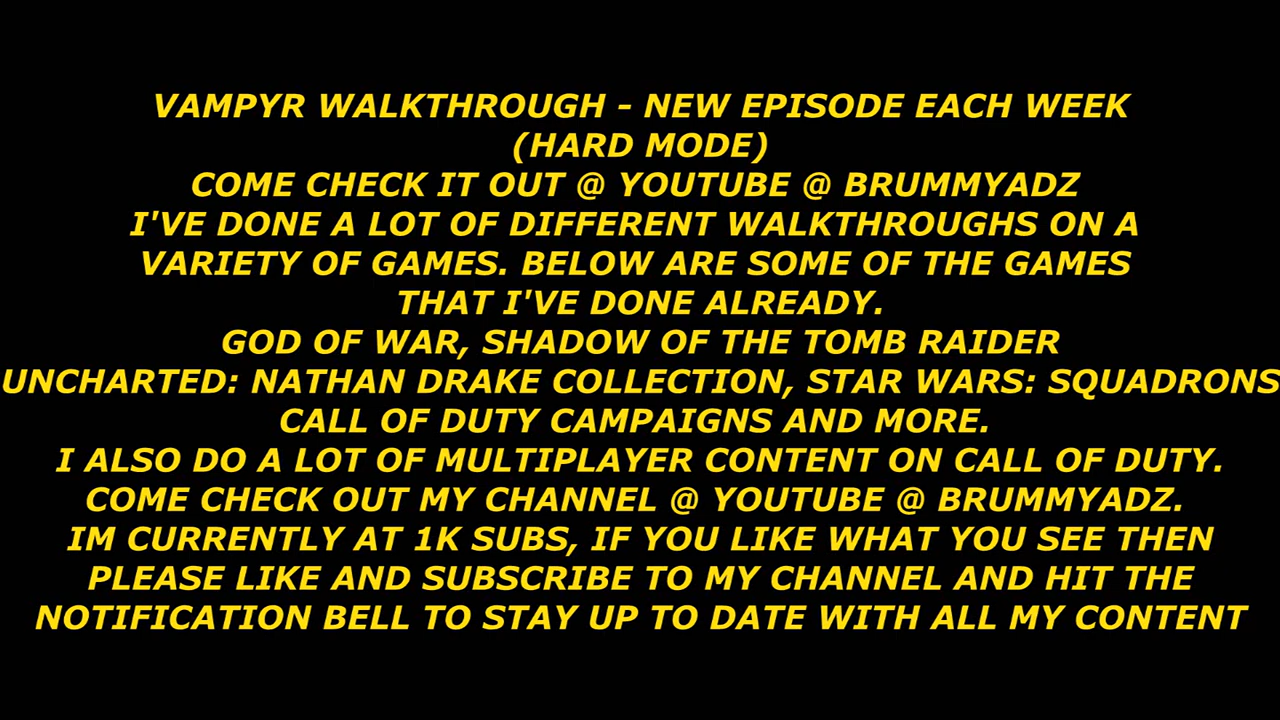 VAMPYR WALKTHROUGH - NEW EPISODE EACH WEEK
(HARD MODE)
COME CHECK IT OUT @ YOUTUBE @ BRUMMYADZ
I'VE DONE A LOT OF DIFFERENT WALKTHROUGHS ON A
VARIETY OF GAMES. BELOW ARE SOME OF THE GAMES
THAT I'VE DONE ALREADY.
GOD OF WAR, SHADOW OF THE TOMB RAIDER
UNCHARTED: NATHAN DRAKE COLLECTION, STAR WARS: SQUADRONS
CALL OF DUTY CAMPAIGNS AND MORE.
I ALSO DO A LOT OF MULTIPLAYER CONTENT ON CALL OF DUTY.
COME CHECK OUT MY CHANNEL @ YOUTUBE @ BRUMMYADZ.
IM CURRENTLY AT 1K SUBS, IF YOU LIKE WHAT YOU SEE THEN
PLEASE LIKE AND SUBSCRIBE TO MY CHANNEL AND HIT THE
NOTIFICATION BELL TO STAY UP TO DATE WITH ALL MY CONTENT